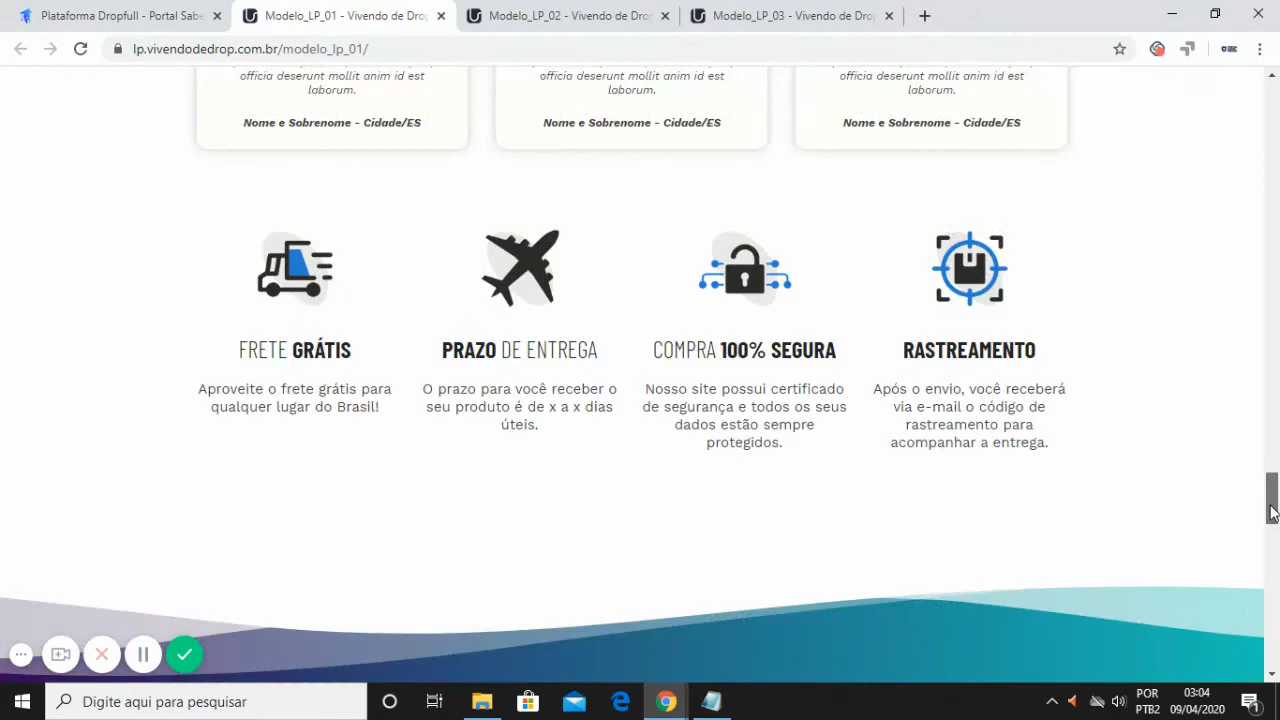 Plataforma Dropfull - Portal Sabe
Modelo_LP_01 - Vivendo de Drop
Modelo_LP_02 - Vivendo de Drop
Modelo_LP_03 - Vivendo de Drop
lp.vivendodedrop.com.br/modelo_lp_01/
officia deserunt mollit anim id est
laborum.
Nome e Sobrenome - Cidade/ES
officia deserunt mollit anim id est
laborum.
Nome e Sobrenome - Cidade/ES
officia deserunt mollit anim id est
laborum.
Nome e Sobrenome - Cidade/ES
FRETE GRÁTIS
Aproveite o frete grátis para
qualquer lugar do Brasil!
PRAZO DE ENTREGA
O prazo para você receber o
seu produto é de x a x dias
úteis.
COMPRA 100% SEGURA
Nosso site possui certificado
de segurança e todos os seus
dados estão sempre
protegidos.
RASTREAMENTO
Após o envio, você receberá
via e-mail o código de
rastreamento para
acompanhar a entrega.
Digite aqui para pesquisar
POR
PTB2
03:04
09/04/2020
1